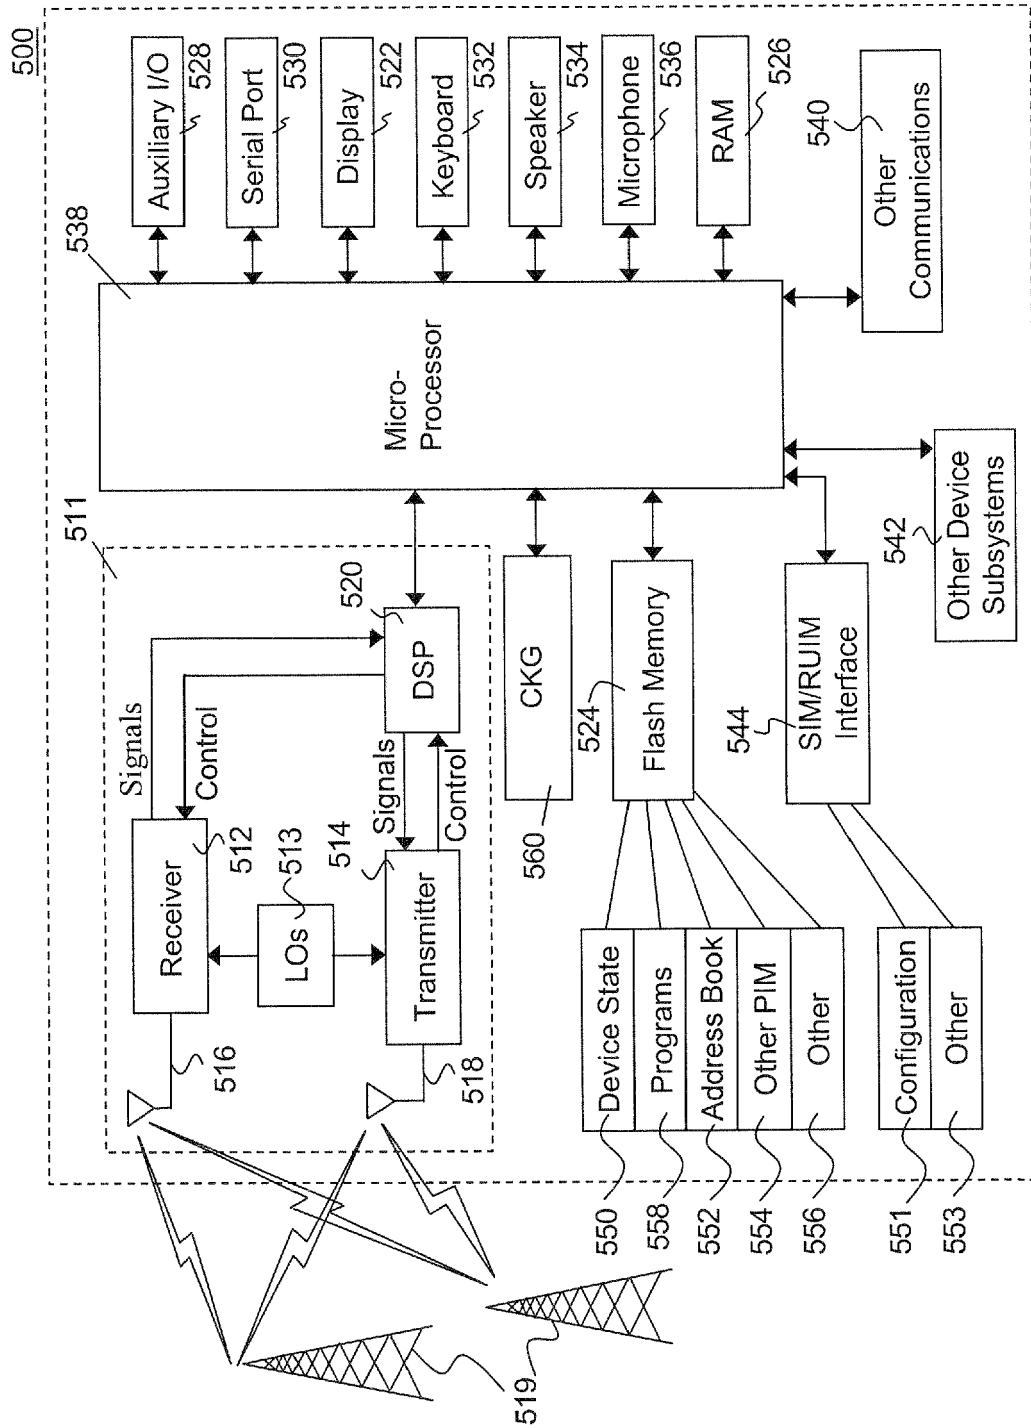 500
511
538
Signals
Control
Receiver
512
516
LOs
513
Transmitter
514
518
Signals
Control
DSP
520
519
Micro-
Processor
Auxiliary I/O
528
Serial Port
530
Display
522
Keyboard
532
Speaker
534
Microphone
536
RAM
526
Other
Communications
540
CKG
560
Flash Memory
524
Device State
550
Programs
558
Address Book
552
Other PIM
554
Other
556
SIM/RUIM
Interface
544
Configuration
551
Other
553
Other Device
Subsystems
542